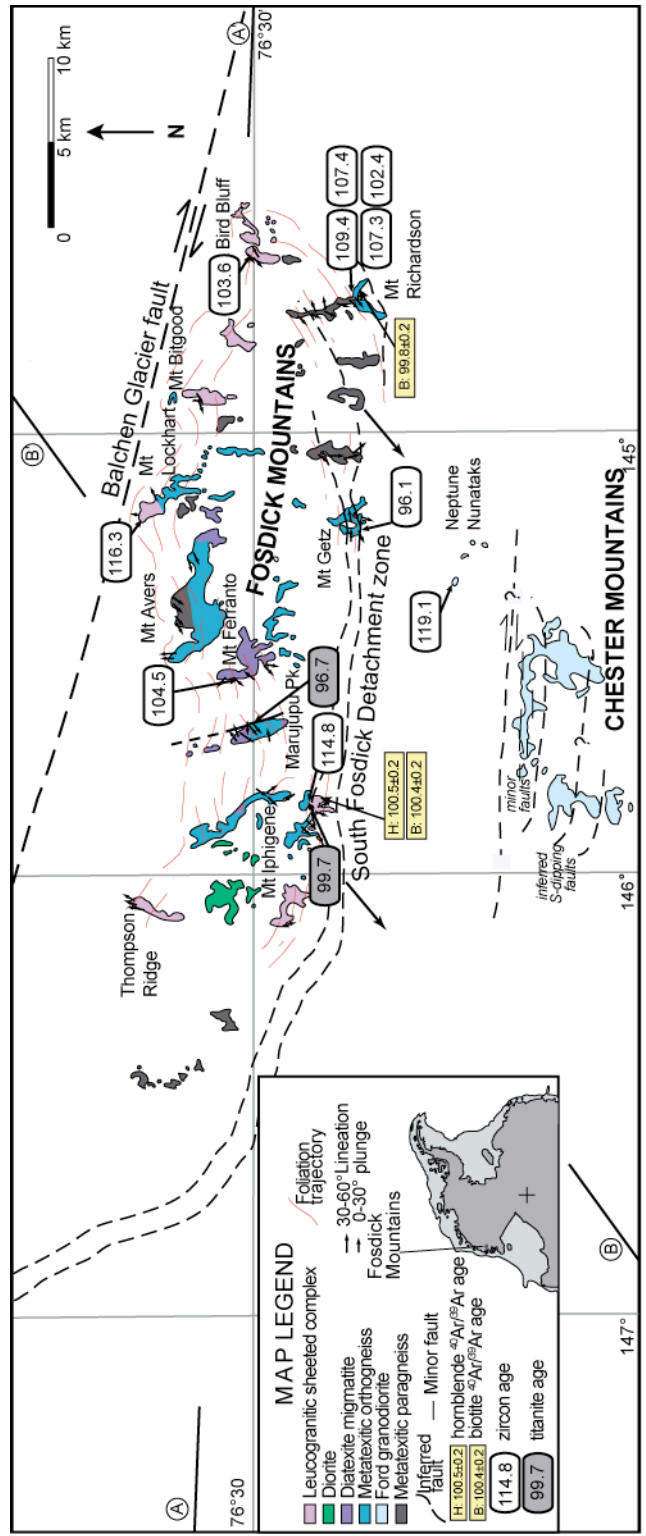 76°30'
A'
B'
0
5 km
10 km
N
Balchen Glacier fault
Bird Bluff
103.6
Mt Bitgood
Mt
Lockhart
116.3
FOSDICK MOUNTAINS
109.4
107.4
107.3
102.4
Mt
Richardson
B: 99.8±0.2
145°
Mt Avers
Mt Getz
96.1
Neptune
Nunataks
119.1
Mt Ferranto
104.5
Marujupu Pk.
96.7
114.8
South Fosdick Detachment zone
H: 100.5±0.2
B: 100.4±0.2
Mt Iphigene
99.7
minor
faults
?
?
inferred
S-dipping
faults
CHESTER MOUNTAINS
146°
Thompson
Ridge
MAP LEGEND
Leucogranitic sheeted complex
Diorite
Diatexite migmatite
Metatexitic orthogneiss
Ford granodiorite
Metatexitic paragneiss
Foliation
trajectory
30-60° Lineation
0-30° plunge
Fosdick
Mountains
Inferred
fault
Minor fault
H: 100.5±0.2
hornblende ⁴⁰Ar/³⁹Ar age
B: 100.4±0.2
biotite ⁴⁰Ar/³⁹Ar age
114.8
zircon age
99.7
titanite age
A
76°30
B
147°